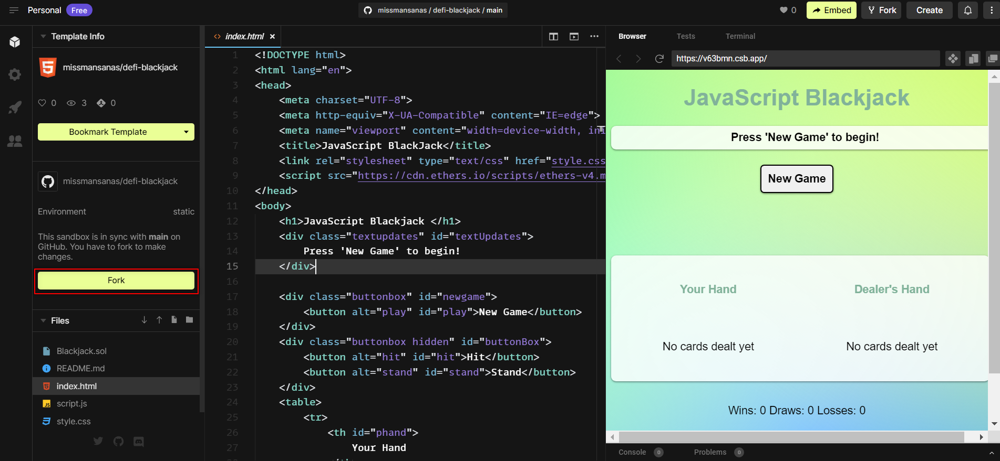 Personal Free
missmansanas / defi-blackjack / main
0
Embed
Fork
Create
Template Info
missmansanas/defi-blackjack
0 3 0
Bookmark Template
missmansanas/defi-blackjack
Environment static
This sandbox is in sync with main on
GitHub. You have to fork to make
changes.
Fork
Files
Blackjack.sol
README.md
index.html
JS script.js
style.css
<> index.html ×
1 <!DOCTYPE html>
2 <html lang="en">
3 <head>
4 <meta charset="UTF-8">
5 <meta http-equiv="X-UA-Compatible" content="IE=edge">
6 <meta name="viewport" content="width=device-width, ini
7 <title>JavaScript BlackJack</title>
8 <link rel="stylesheet" type="text/css" href="style.css
9 <script src="https://cdn.ethers.io/scripts/ethers-v4.m
10 </head>
11 <body>
12 <h1>JavaScript Blackjack </h1>
13 <div class="textupdates" id="textUpdates">
14 Press 'New Game' to begin!
15 </div>
16
17 <div class="buttonbox" id="newgame">
18 <button alt="play" id="play">New Game</button>
19 </div>
20 <div class="buttonbox hidden" id="buttonBox">
21 <button alt="hit" id="hit">Hit</button>
22 <button alt="stand" id="stand">Stand</button>
23 </div>
24 <table>
25 <tr>
26 <th id="phand">
27 Your Hand
Browser Tests Terminal
https://v63bmn.csb.app/
JavaScript Blackjack
Press 'New Game' to begin!
New Game
Your Hand Dealer's Hand
No cards dealt yet No cards dealt yet
Wins: 0 Draws: 0 Losses: 0
Console 0 Problems 0